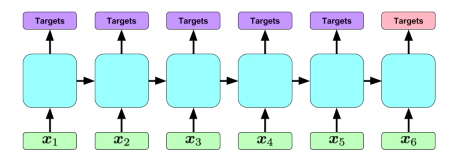 Targets Targets Targets Targets Targets Targets
x₁ x₂ x₃ x₄ x₅ x₆